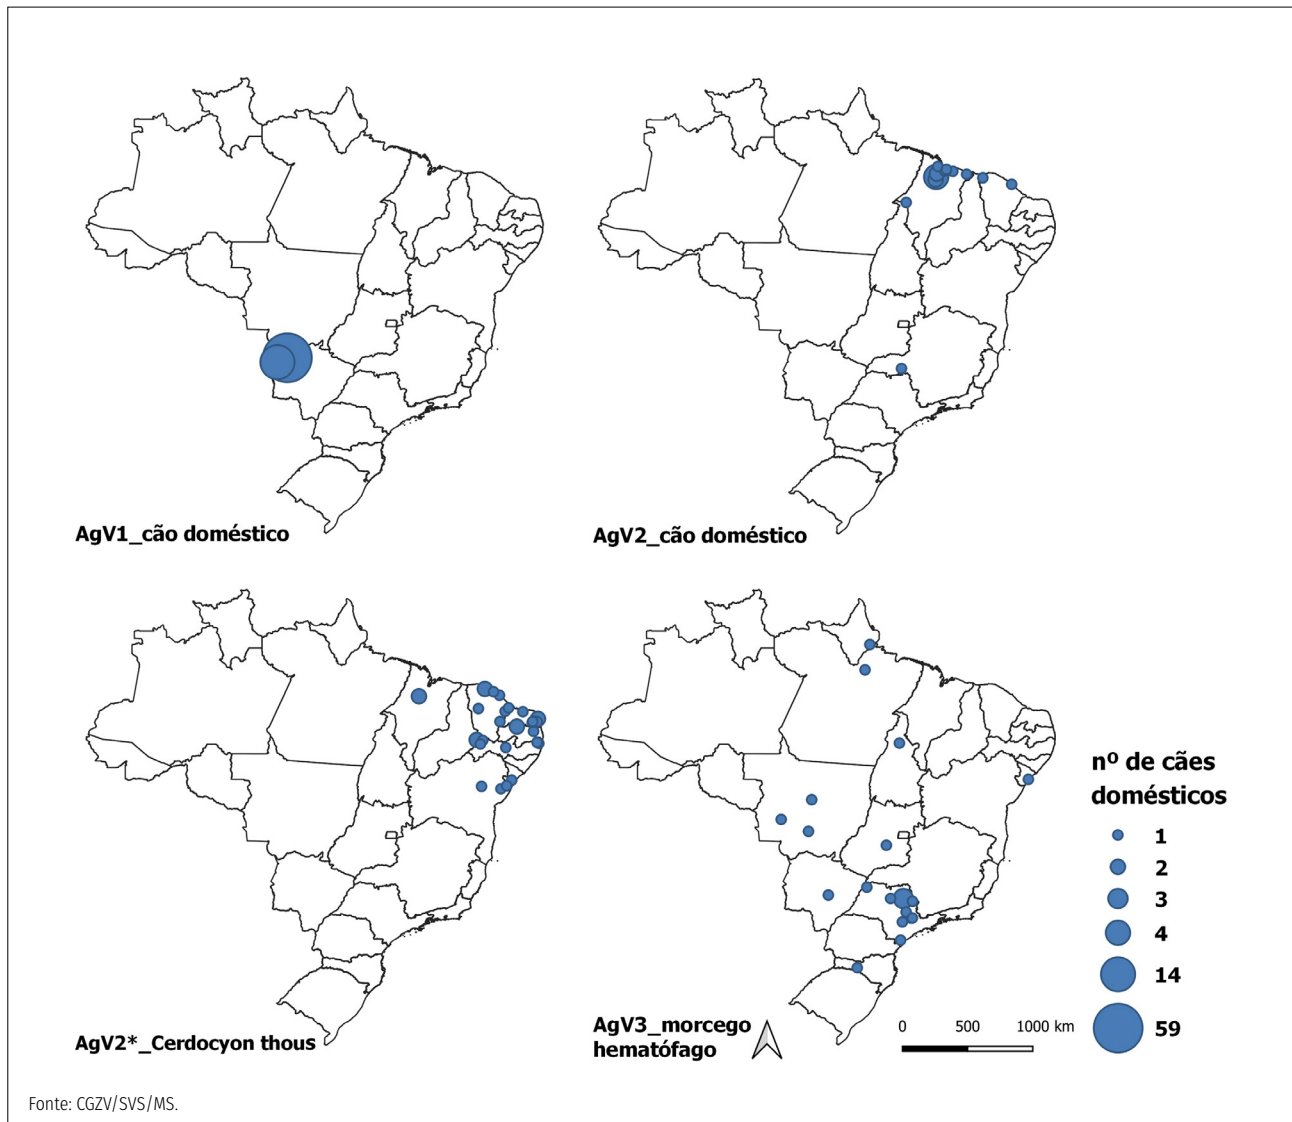 AgV1_cão doméstico
AgV2_cão doméstico
AgV2*_Cerdocyon thous
AgV3_morcego
hematófago
0 500 1000 km
nº de cães
domésticos
1
2
3
4
14
59
Fonte: CGZV/SVS/MS.